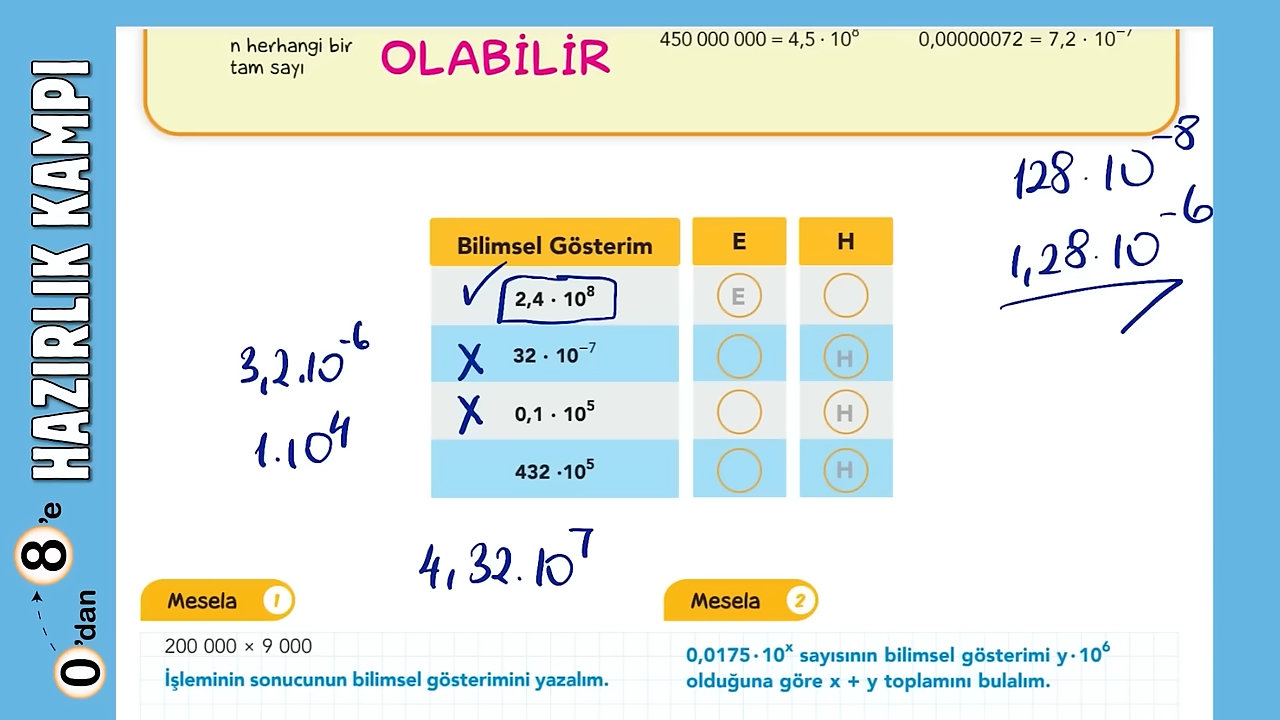 0'dan 8'e HAZIRLIK KAMPI
n herhangi bir
tam sayı
OLABİLİR
450 000 000 = 4,5 · 10⁸
0,00000072 = 7,2 · 10⁻⁷
128 · 10⁻⁸
1,28 · 10⁻⁶
Bilimsel Gösterim E H
✓ 2,4 · 10⁸ E
X 32 · 10⁻⁷ H
X 0,1 · 10⁵ H
432 ·10⁵ H
3,2.10⁻⁶
1.10⁴
4,32.10⁷
Mesela 1
200 000 × 9 000
İşleminin sonucunun bilimsel gösterimini yazalım.
Mesela 2
0,0175 · 10ˣ sayısının bilimsel gösterimi y · 10⁶
olduğuna göre x + y toplamını bulalım.